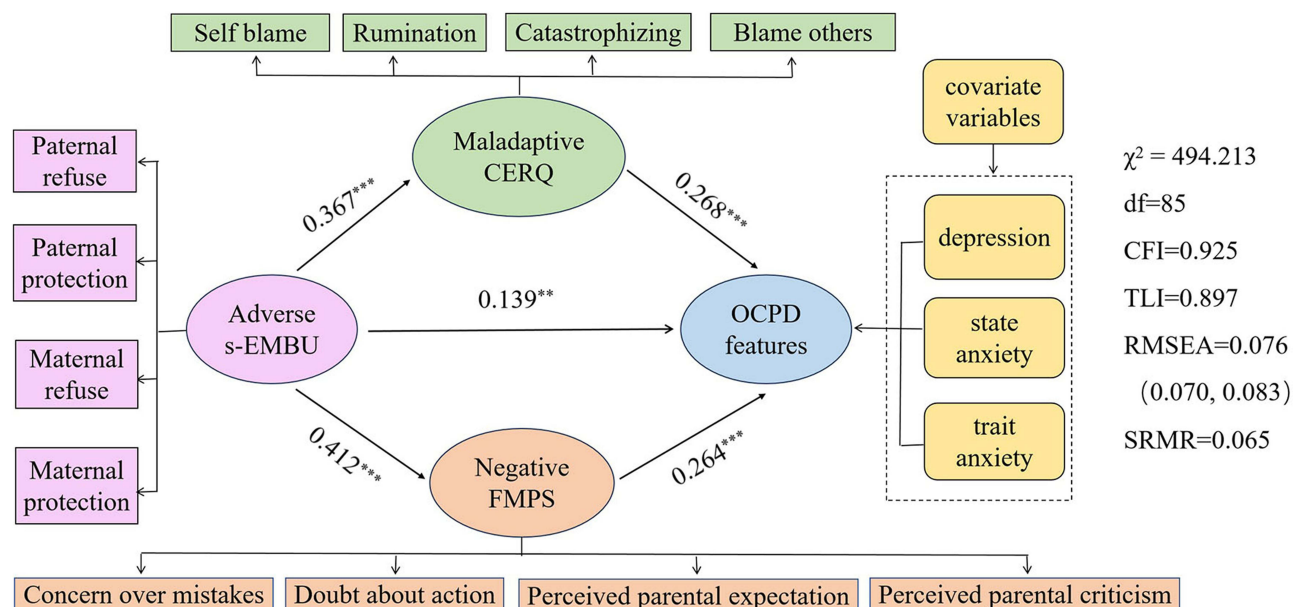 Self blame
Rumination
Catastrophizing
Blame others
covariate
variables
Maladaptive
CERQ
Paternal
refuse
Paternal
protection
Maternal
refuse
Maternal
protection
Adverse
s-EMBU
0.367***
0.268***
0.139**
0.412***
0.264***
OCPD
features
Negative
FMPS
depression
state
anxiety
trait
anxiety
χ² = 494.213
df=85
CFI=0.925
TLI=0.897
RMSEA=0.076
(0.070, 0.083)
SRMR=0.065
Concern over mistakes
Doubt about action
Perceived parental expectation
Perceived parental criticism